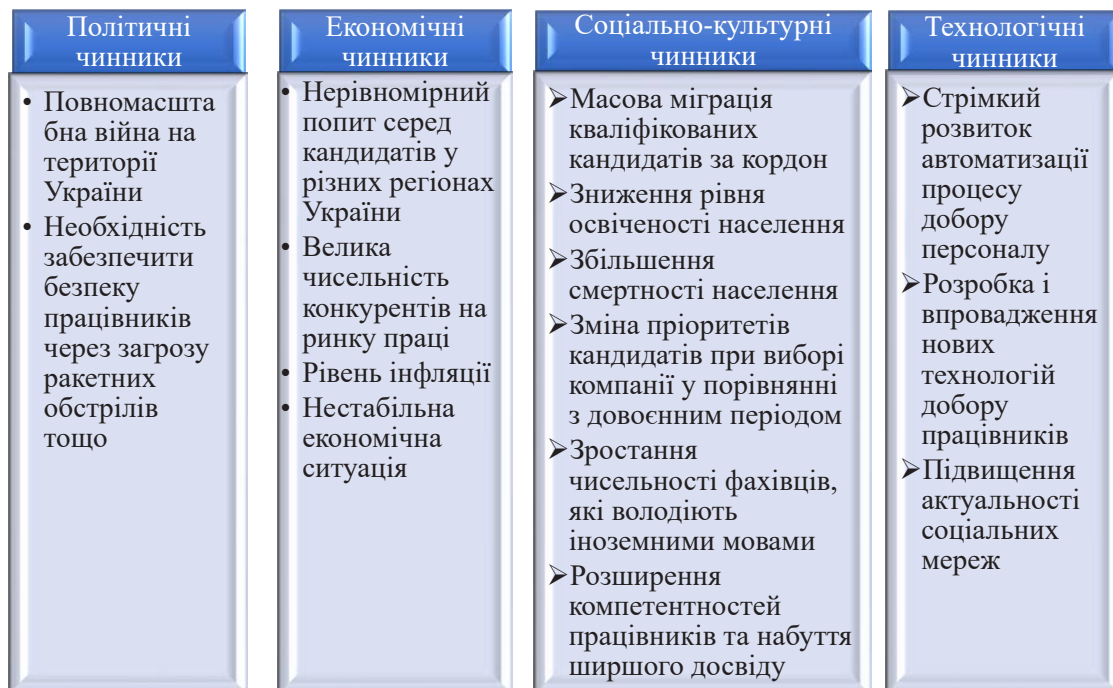 Політичні
чинники
• Повномасшта
бна війна на
території
України
• Необхідність
забезпечити
безпеку
працівників
через загрозу
ракетних
обстрілів
тощо
Економічні
чинники
• Нерівномірний
попит серед
кандидатів у
різних регіонах
України
• Велика
чисельність
конкурентів на
ринку праці
• Рівень інфляції
• Нестабільна
економічна
ситуація
Соціально-культурні
чинники
➢Масова міграція
кваліфікованих
кандидатів за кордон
➢Зниження рівня
освіченості населення
➢Збільшення
смертності населення
➢Зміна пріоритетів
кандидатів при виборі
компанії у порівнянні
з довоєнним періодом
➢Зростання
чисельності фахівців,
які володіють
іноземними мовами
➢Розширення
компетентностей
працівників та набуття
ширшого досвіду
Технологічні
чинники
➢Стрімкий
розвиток
автоматизації
процесу
добору
персоналу
➢Розробка і
впровадження
нових
технологій
добору
працівників
➢Підвищення
актуальності
соціальних
мереж